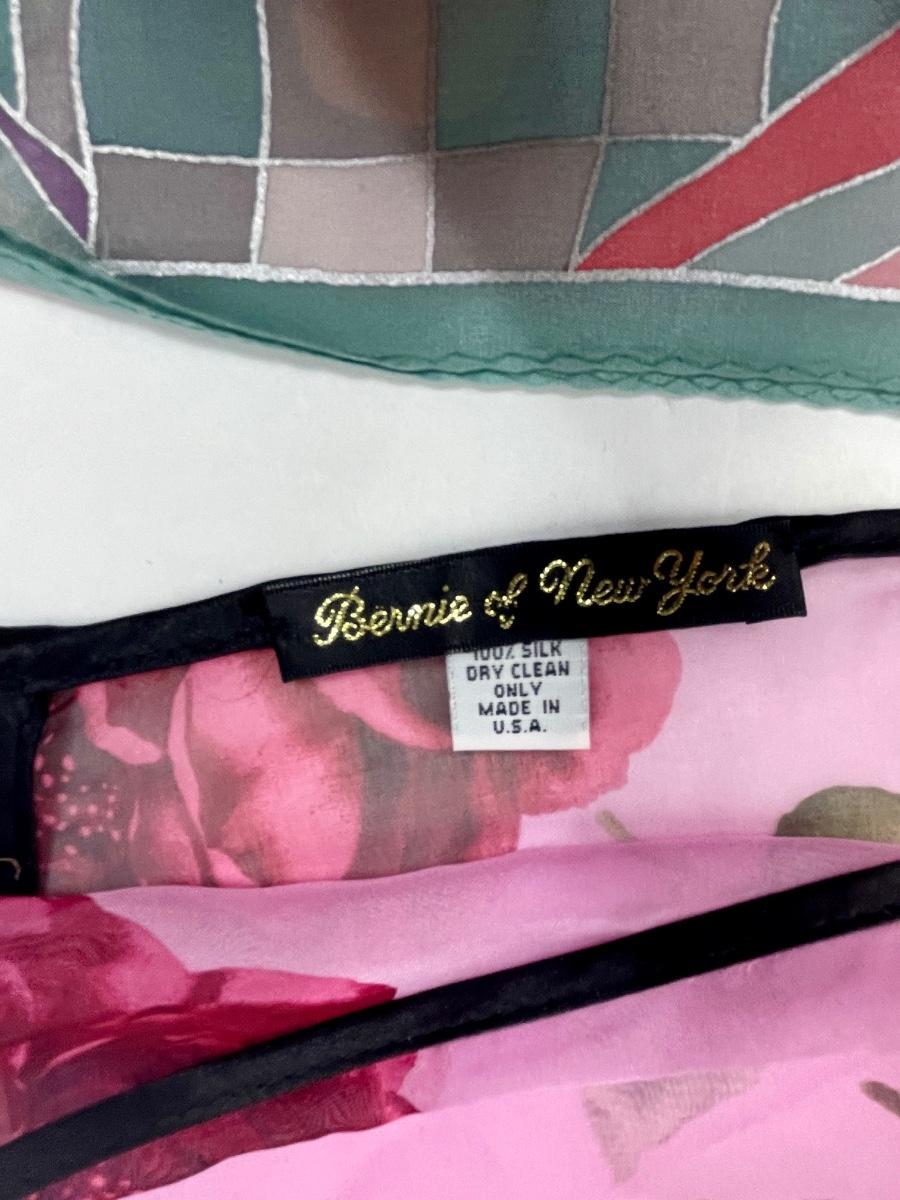 Bernie of New York
100% SILK
DRY CLEAN
ONLY
MADE IN
U.S.A.